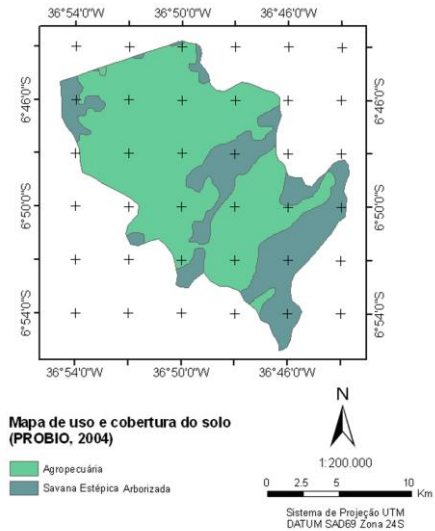 36°54'0"W 36°50'0"W 36°46'0"W
6°46'0"S 6°46'0"S
6°50'0"S 6°50'0"S
6°54'0"S 6°54'0"S
36°54'0"W 36°50'0"W 36°46'0"W
Mapa de uso e cobertura do solo
(PROBIO, 2004)
Agropecuária
Savana Estépica Arborizada
N
1:200.000
0 2,5 5 10
Km
Sistema de Projeção UTM
DATUM SAD69 Zona 24S